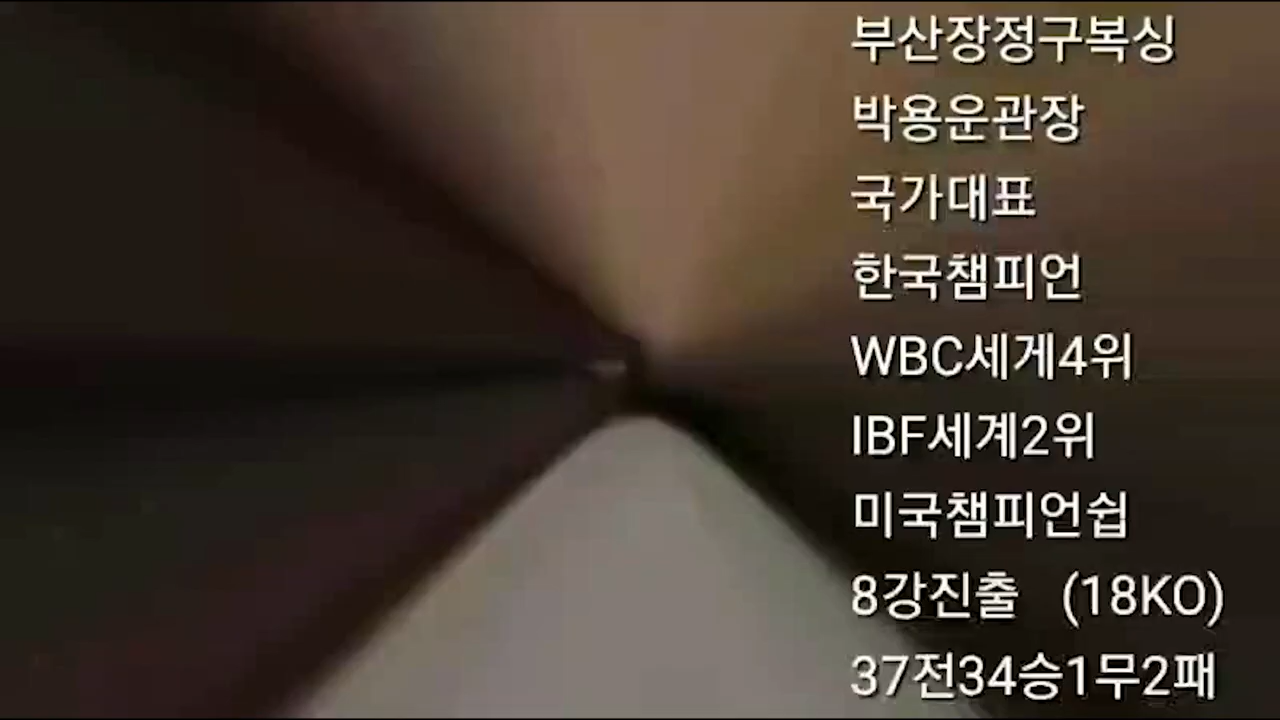 부산장정구복싱
박용운관장
국가대표
한국챔피언
WBC세게4위
IBF세계2위
미국챔피언쉽
8강진출 (18KO)
37전34승1무2패